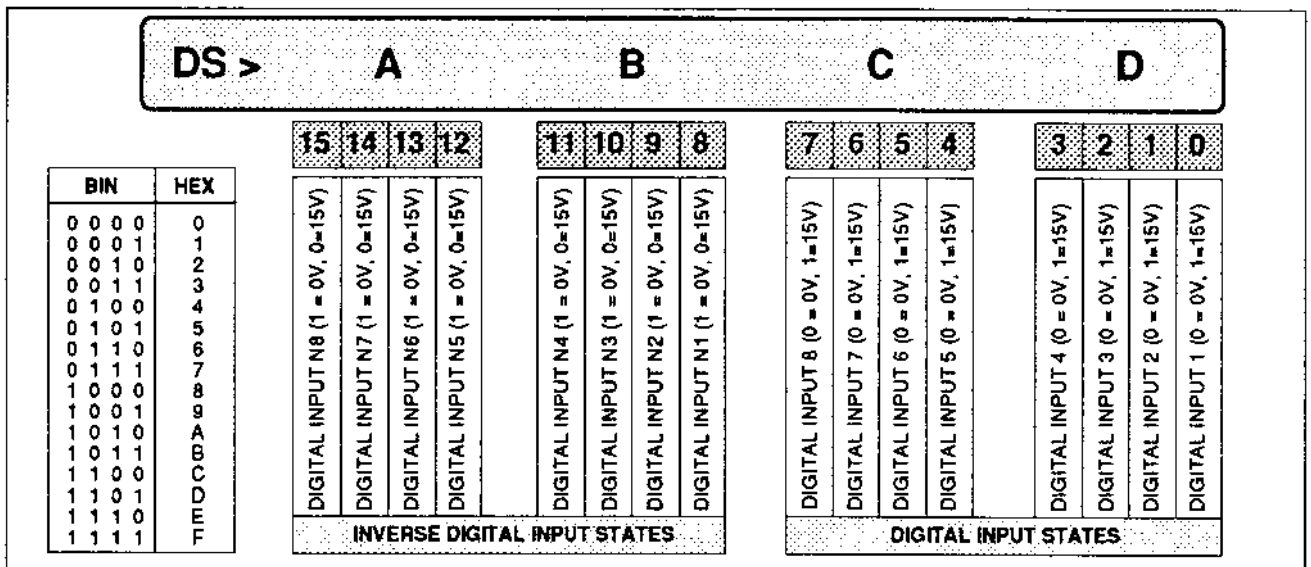 DS > A B C D
15 14 13 12 11 10 9 8 7 6 5 4 3 2 1 0
BIN HEX
0 0 0 0 0
0 0 0 1 1
0 0 1 0 2
0 0 1 1 3
0 1 0 0 4
0 1 0 1 5
0 1 1 0 6
0 1 1 1 7
1 0 0 0 8
1 0 0 1 9
1 0 1 0 A
1 0 1 1 B
1 1 0 0 C
1 1 0 1 D
1 1 1 0 E
1 1 1 1 F
DIGITAL INPUT N8 (1 = 0V, 0=15V)
DIGITAL INPUT N7 (1 = 0V, 0=15V)
DIGITAL INPUT N6 (1 = 0V, 0=15V)
DIGITAL INPUT N5 (1 = 0V, 0=15V)
DIGITAL INPUT N4 (1 = 0V, 0=15V)
DIGITAL INPUT N3 (1 = 0V, 0=15V)
DIGITAL INPUT N2 (1 = 0V, 0=15V)
DIGITAL INPUT N1 (1 = 0V, 0=15V)
DIGITAL INPUT 8 (0 = 0V, 1=15V)
DIGITAL INPUT 7 (0 = 0V, 1=15V)
DIGITAL INPUT 6 (0 = 0V, 1=15V)
DIGITAL INPUT 5 (0 = 0V, 1=15V)
DIGITAL INPUT 4 (0 = 0V, 1=15V)
DIGITAL INPUT 3 (0 = 0V, 1=15V)
DIGITAL INPUT 2 (0 = 0V, 1=15V)
DIGITAL INPUT 1 (0 = 0V, 1=15V)
INVERSE DIGITAL INPUT STATES
DIGITAL INPUT STATES